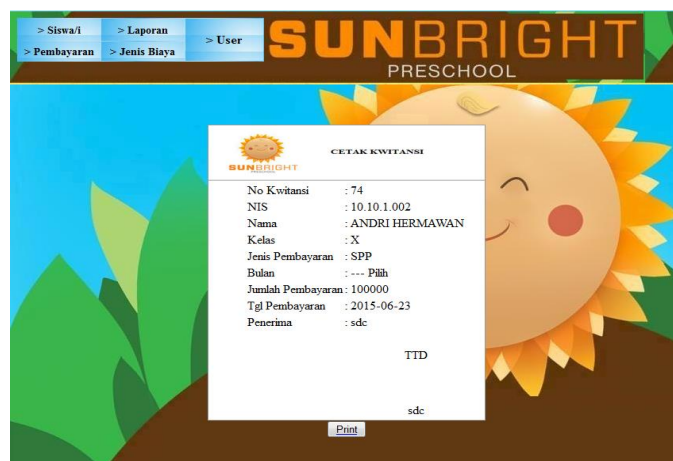 > Siswa/i > Laporan > User
> Pembayaran > Jenis Biaya
SUNBRIGHT
PRESCHOOL
SUNBRIGHT
CETAK KWITANSI
No Kwitansi : 74
NIS : 10.10.1.002
Nama : ANDRI HERMAWAN
Kelas : X
Jenis Pembayaran : SPP
Bulan : --- Pilih
Jumlah Pembayaran : 100000
Tgl Pembayaran : 2015-06-23
Penerima : sdc
TTD
sdc
Print